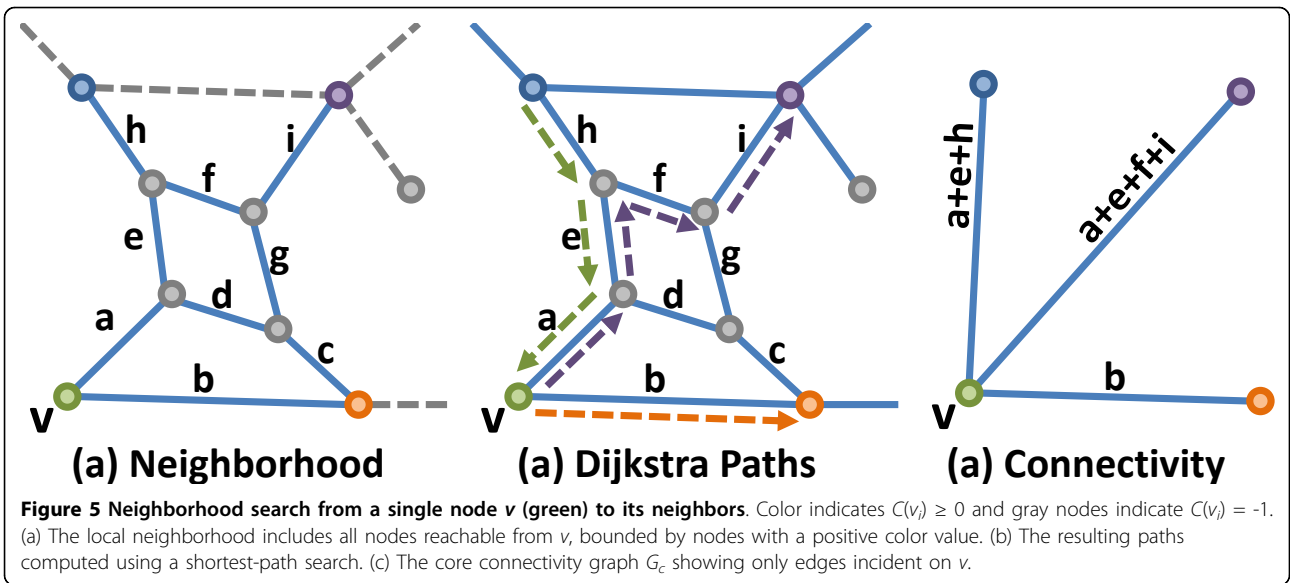 h
i
f
e
g
d
a
c
b
v
(a) Neighborhood
h
i
f
e
g
d
a
c
b
v
(a) Dijkstra Paths
a+e+h
a+e+f+i
b
v
(a) Connectivity
Figure 5 Neighborhood search from a single node v (green) to its neighbors. Color indicates C(vᵢ) ≥ 0 and gray nodes indicate C(vᵢ) = -1.
(a) The local neighborhood includes all nodes reachable from v, bounded by nodes with a positive color value. (b) The resulting paths
computed using a shortest-path search. (c) The core connectivity graph G_c showing only edges incident on v.